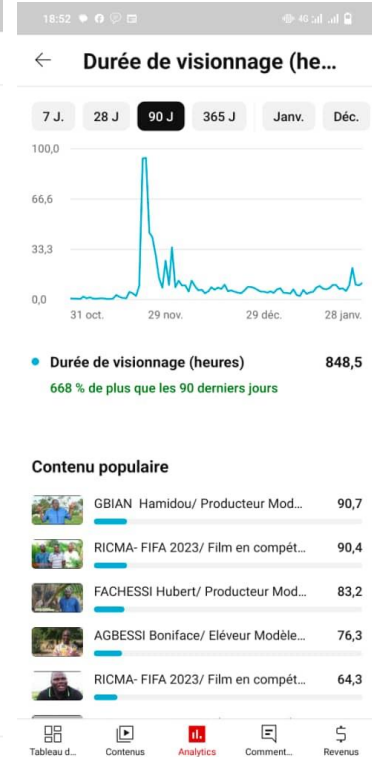 18:52
4G
Durée de visionnage (he...
7 J. 28 J 90 J 365 J Janv. Déc.
100,0
66,6
33,3
0,0
31 oct. 29 nov. 29 déc. 28 janv.
Durée de visionnage (heures) 848,5
668 % de plus que les 90 derniers jours
Contenu populaire
GBIAN Hamidou/ Producteur Mod... 90,7
RICMA- FIFA 2023/ Film en compét... 90,4
FACHESSI Hubert/ Producteur Mod... 83,2
AGBESSI Boniface/ Eléveur Modèle... 76,3
RICMA- FIFA 2023/ Film en compét... 64,3
Tableau d... Contenus Analytics Comment... Revenus